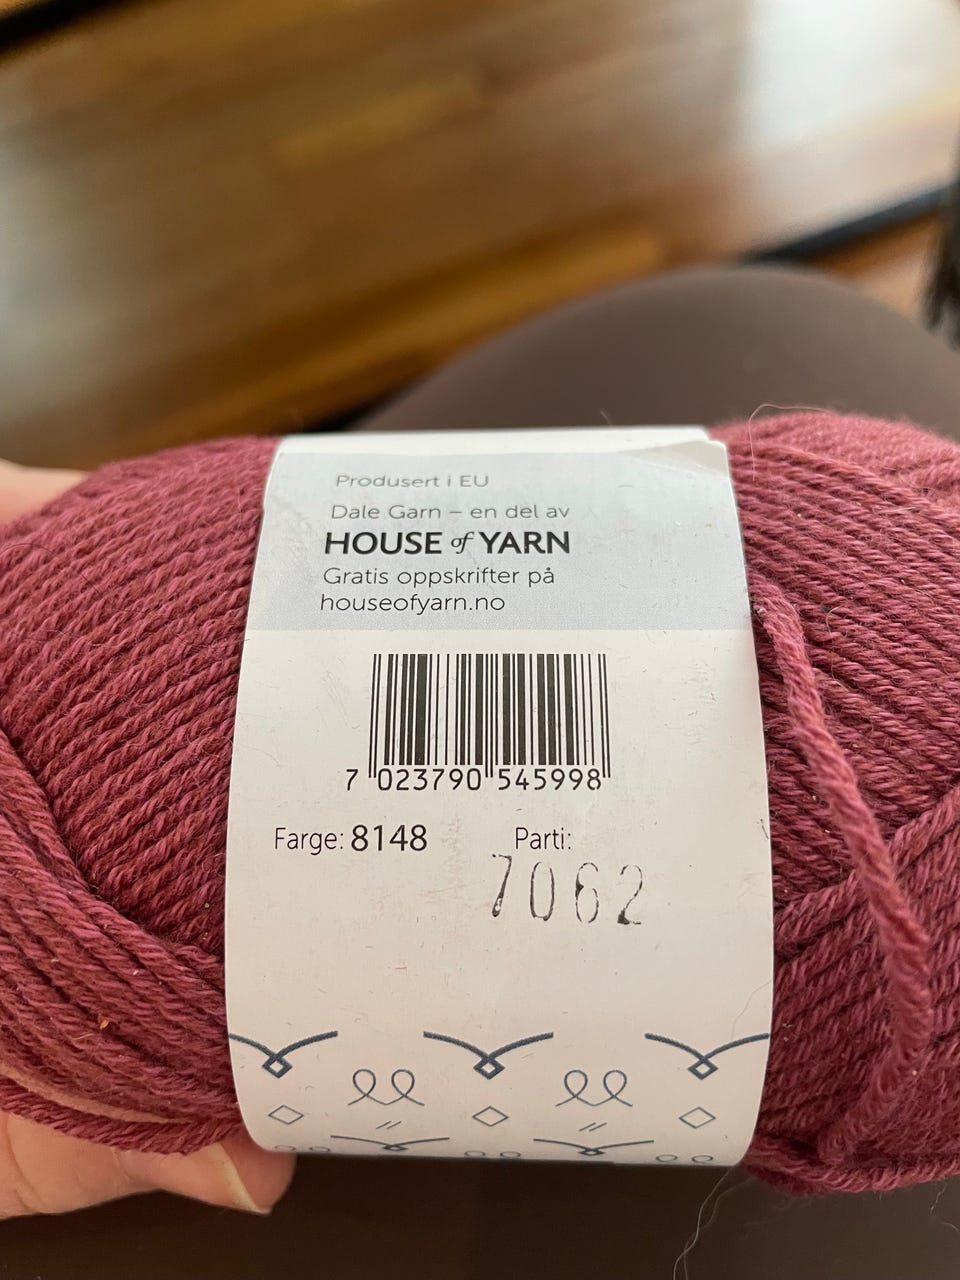 Produsert i EU
Dale Garn – en del av
HOUSE of YARN
Gratis oppskrifter på
houseofyarn.no
7 023790 545998
Farge: 8148 Parti:
7062